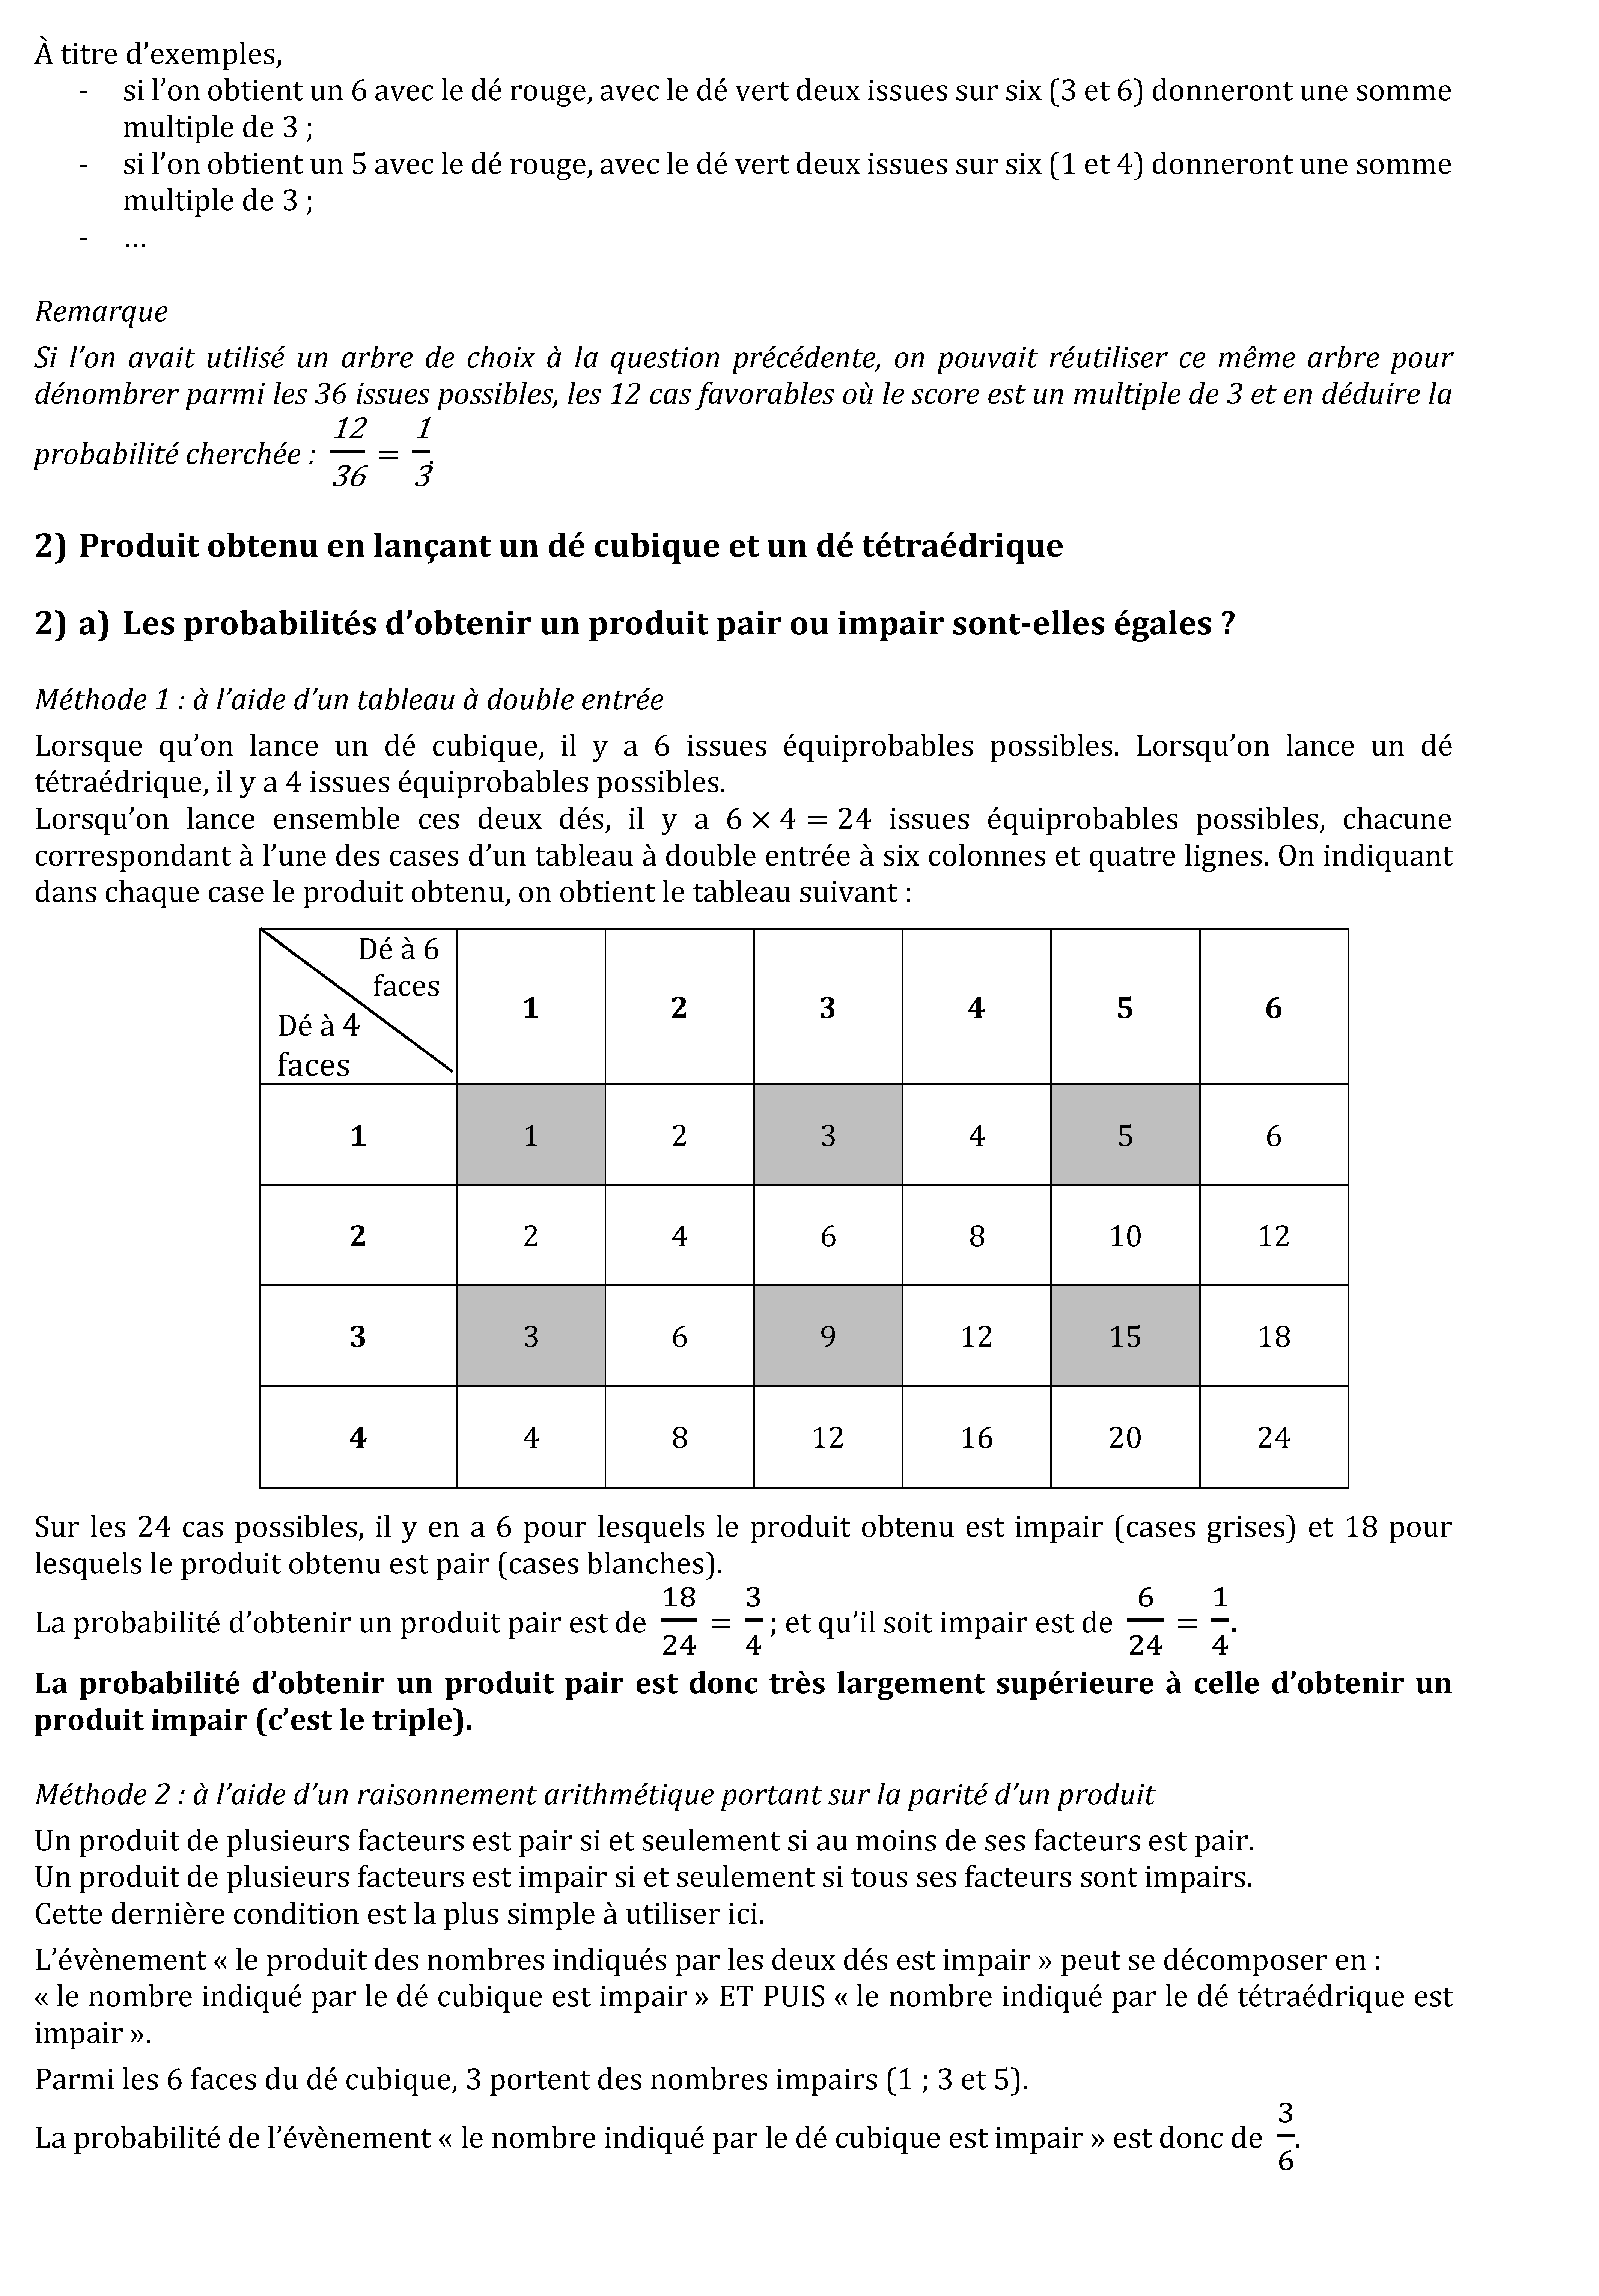 À titre d’exemples,
- si l’on obtient un 6 avec le dé rouge, avec le dé vert deux issues sur six (3 et 6) donneront une somme
multiple de 3 ;
- si l’on obtient un 5 avec le dé rouge, avec le dé vert deux issues sur six (1 et 4) donneront une somme
multiple de 3 ;
- …
Remarque
Si l’on avait utilisé un arbre de choix à la question précédente, on pouvait réutiliser ce même arbre pour
dénombrer parmi les 36 issues possibles, les 12 cas favorables où le score est un multiple de 3 et en déduire la
probabilité cherchée : 12/36 = 1/3.
2) Produit obtenu en lançant un dé cubique et un dé tétraédrique
2) a) Les probabilités d’obtenir un produit pair ou impair sont-elles égales ?
Méthode 1 : à l’aide d’un tableau à double entrée
Lorsque qu’on lance un dé cubique, il y a 6 issues équiprobables possibles. Lorsqu’on lance un dé
tétraédrique, il y a 4 issues équiprobables possibles.
Lorsqu’on lance ensemble ces deux dés, il y a 6 × 4 = 24 issues équiprobables possibles, chacune
correspondant à l’une des cases d’un tableau à double entrée à six colonnes et quatre lignes. On indiquant
dans chaque case le produit obtenu, on obtient le tableau suivant :
Dé à 6
faces
Dé à 4
faces
1 2 3 4 5 6
1 1 2 3 4 5 6
2 2 4 6 8 10 12
3 3 6 9 12 15 18
4 4 8 12 16 20 24
Sur les 24 cas possibles, il y en a 6 pour lesquels le produit obtenu est impair (cases grises) et 18 pour
lesquels le produit obtenu est pair (cases blanches).
La probabilité d’obtenir un produit pair est de 18/24 = 3/4 ; et qu’il soit impair est de 6/24 = 1/4.
La probabilité d’obtenir un produit pair est donc très largement supérieure à celle d’obtenir un
produit impair (c’est le triple).
Méthode 2 : à l’aide d’un raisonnement arithmétique portant sur la parité d’un produit
Un produit de plusieurs facteurs est pair si et seulement si au moins de ses facteurs est pair.
Un produit de plusieurs facteurs est impair si et seulement si tous ses facteurs sont impairs.
Cette dernière condition est la plus simple à utiliser ici.
L’évènement « le produit des nombres indiqués par les deux dés est impair » peut se décomposer en :
« le nombre indiqué par le dé cubique est impair » ET PUIS « le nombre indiqué par le dé tétraédrique est
impair ».
Parmi les 6 faces du dé cubique, 3 portent des nombres impairs (1 ; 3 et 5).
La probabilité de l’évènement « le nombre indiqué par le dé cubique est impair » est donc de 3/6.